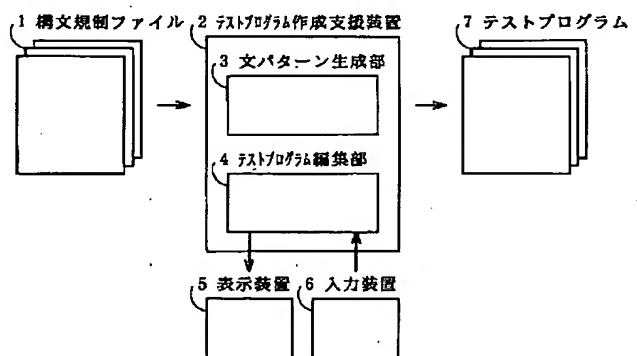 1 構文規制ファイル
2 テストプログラム作成支援装置
7 テストプログラム
3 文パターン生成部
4 テストプログラム編集部
5 表示装置
6 入力装置